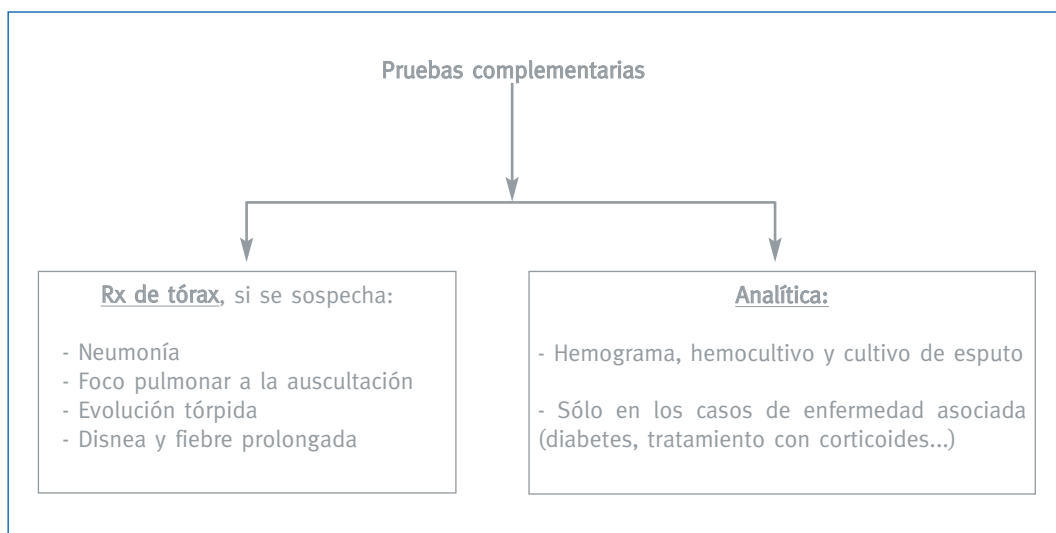 Pruebas complementarias
Rx de tórax, si se sospecha:
- Neumonía
- Foco pulmonar a la auscultación
- Evolución tórpida
- Disnea y fiebre prolongada
Analítica:
- Hemograma, hemocultivo y cultivo de esputo
- Sólo en los casos de enfermedad asociada
(diabetes, tratamiento con corticoides...)